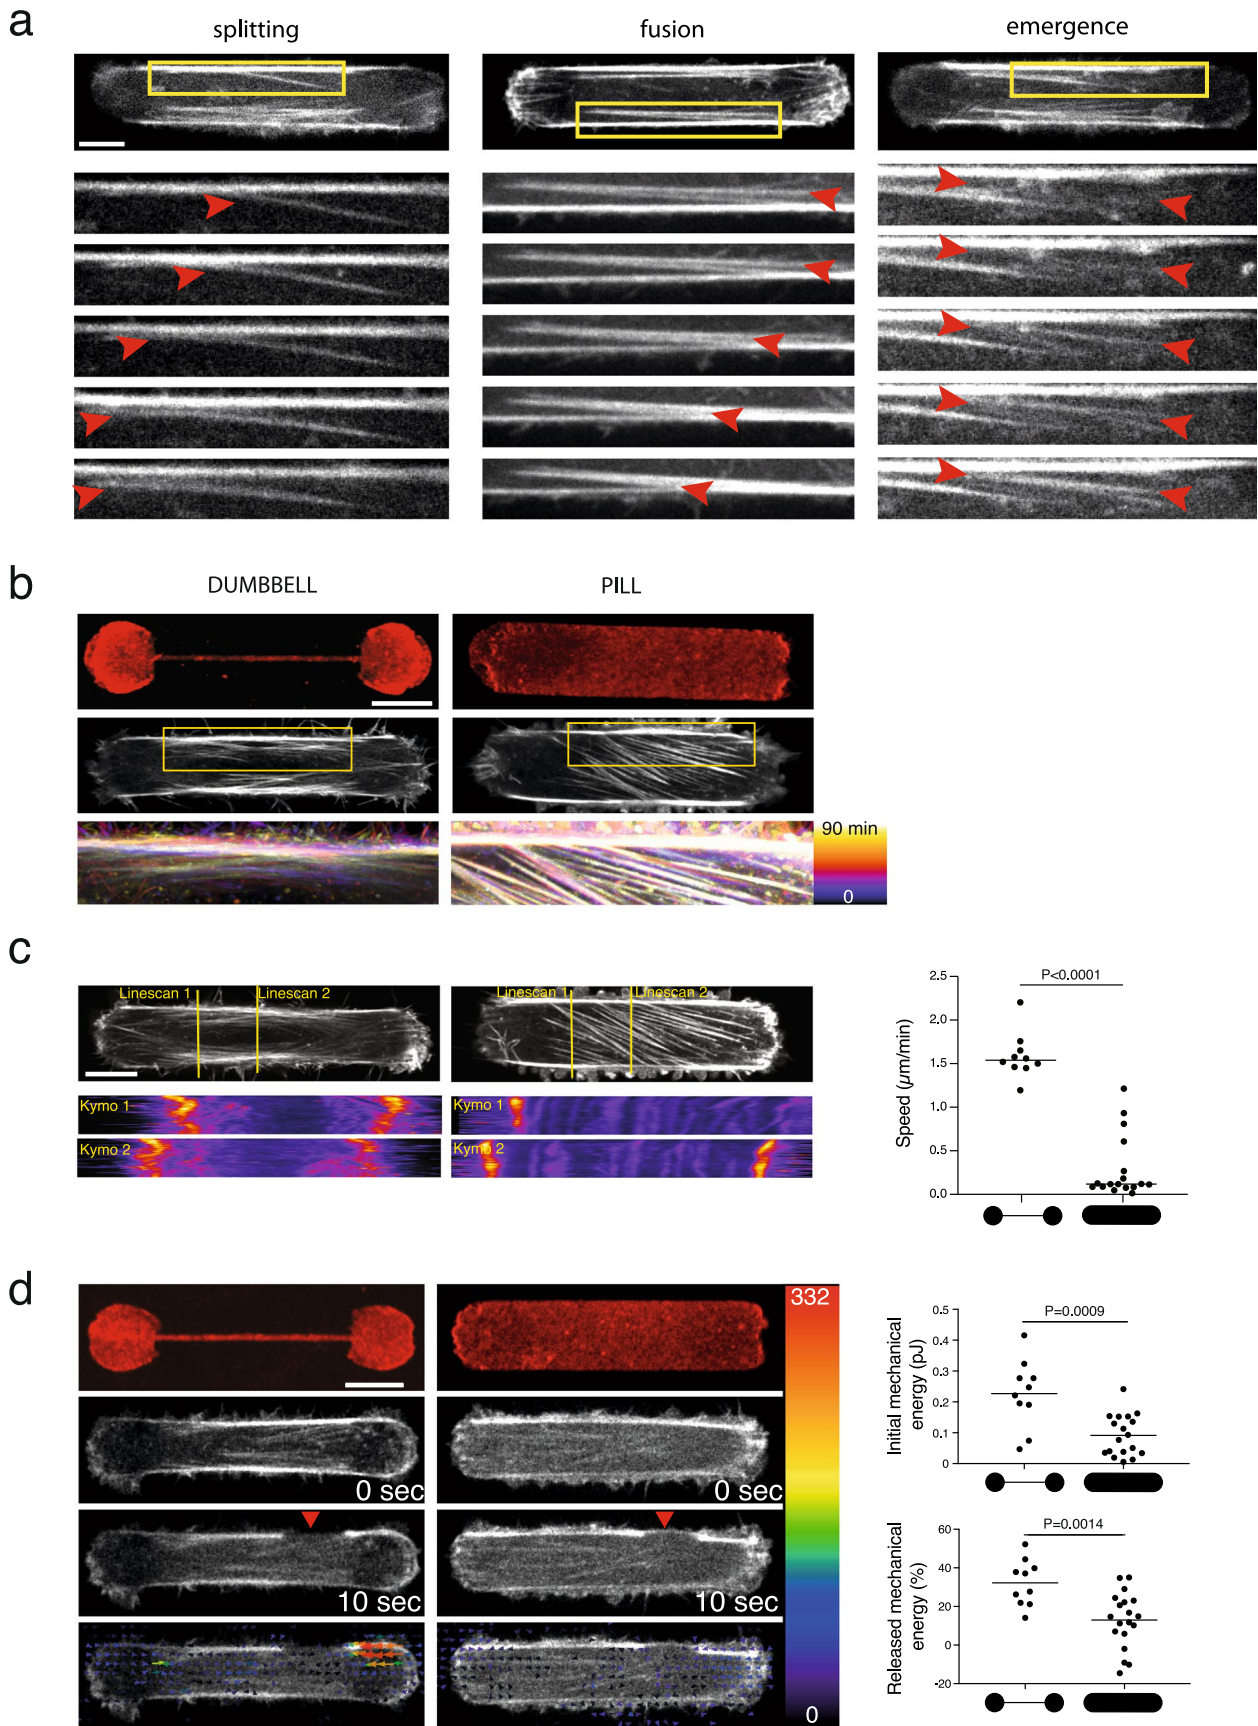 a
splitting
fusion
emergence
b
DUMBBELL
PILL
90 min
0
c
Linescan 1
Linescan 2
Linescan 1
Linescan 2
Kymo 1
Kymo 2
Kymo 1
Kymo 2
P<0.0001
Speed (µm/min)
2.5
2.0
1.5
1.0
0.5
0.0
d
332
0 sec
0 sec
10 sec
10 sec
0
P=0.0009
Initial mechanical
energy (pJ)
0.5
0.4
0.3
0.2
0.1
0
P=0.0014
Released mechanical
energy (%)
60
40
20
0
-20